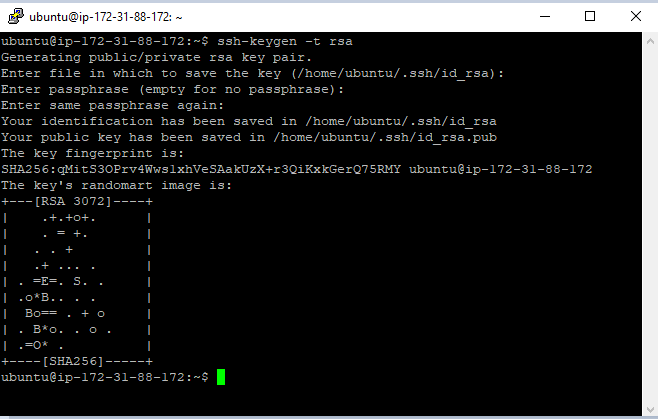 ubuntu@ip-172-31-88-172: ~
ubuntu@ip-172-31-88-172:~$ ssh-keygen -t rsa
Generating public/private rsa key pair.
Enter file in which to save the key (/home/ubuntu/.ssh/id_rsa):
Enter passphrase (empty for no passphrase):
Enter same passphrase again:
Your identification has been saved in /home/ubuntu/.ssh/id_rsa
Your public key has been saved in /home/ubuntu/.ssh/id_rsa.pub
The key fingerprint is:
SHA256:qMitS3OPrv4Wws1xhVeSAakUzX+r3QiKxkGerQ75RMY ubuntu@ip-172-31-88-172
The key's randomart image is:
+---[RSA 3072]----+
|    .+.+o+.      |
|    . = +.       |
|   . . +         |
|   .+ ... .      |
| . =E=. S. .     |
| .o*B.. . .      |
|  Bo== . + o     |
| . B*o. . o .    |
| .=O* .          |
+----[SHA256]-----+
ubuntu@ip-172-31-88-172:~$